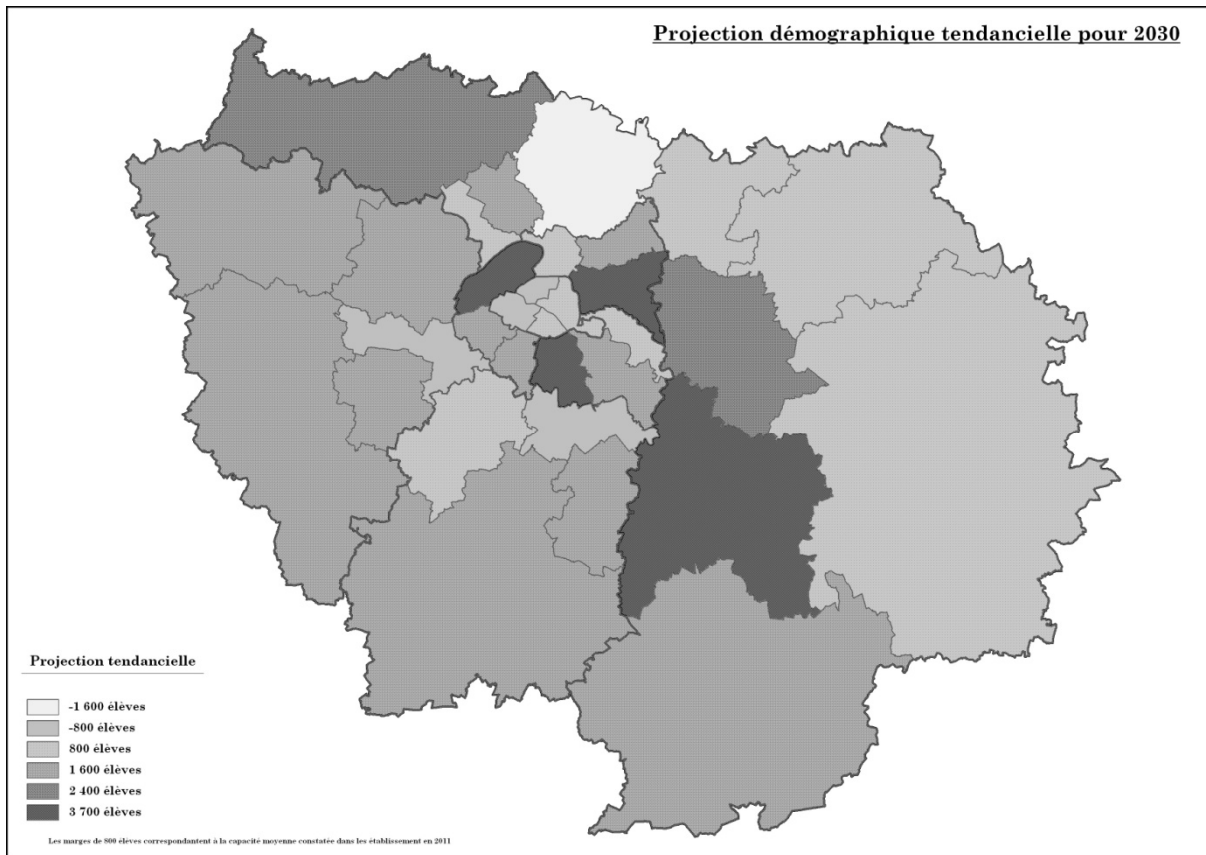 Projection démographique tendancielle pour 2030
Projection tendancielle
-1 600 élèves
-800 élèves
800 élèves
1 600 élèves
2 400 élèves
3 700 élèves
Les marges de 800 élèves correspondantent à la capacité moyenne constatée dans les établissement en 2011